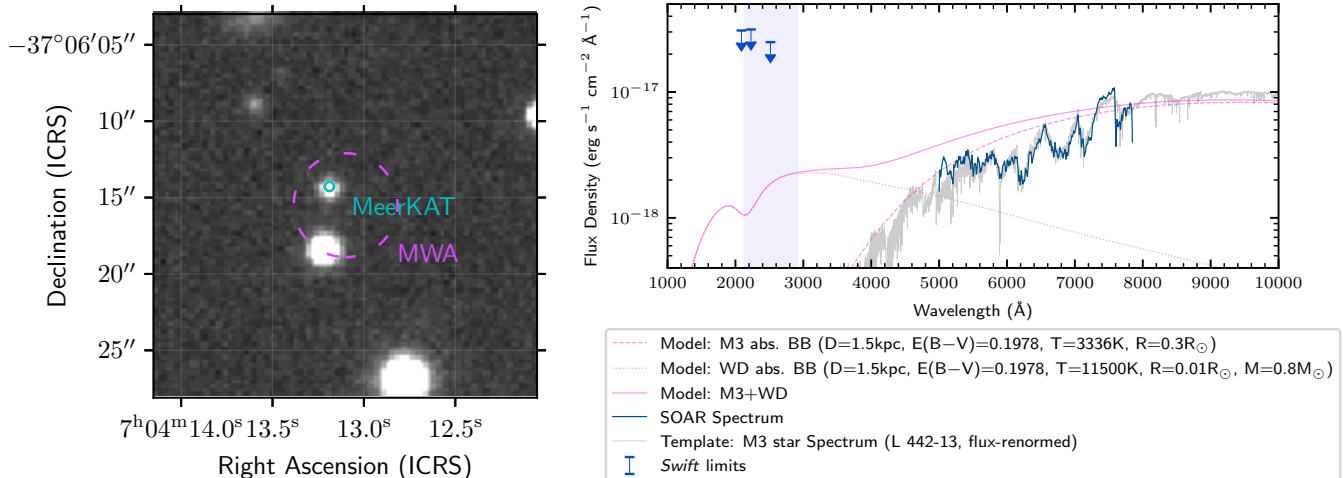 −37°06′05″
10″
15″
20″
25″
Declination (ICRS)
MeerKAT
MWA
7ʰ04ᵐ14.0ˢ 13.5ˢ 13.0ˢ 12.5ˢ
Right Ascension (ICRS)
Flux Density (erg s⁻¹ cm⁻² Å⁻¹)
10⁻¹⁷
10⁻¹⁸
1000 2000 3000 4000 5000 6000 7000 8000 9000 10000
Wavelength (Å)
Model: M3 abs. BB (D=1.5kpc, E(B−V)=0.1978, T=3336K, R=0.3R☉)
Model: WD abs. BB (D=1.5kpc, E(B−V)=0.1978, T=11500K, R=0.01R☉, M=0.8M☉)
Model: M3+WD
SOAR Spectrum
Template: M3 star Spectrum (L 442-13, flux-renormed)
Swift limits